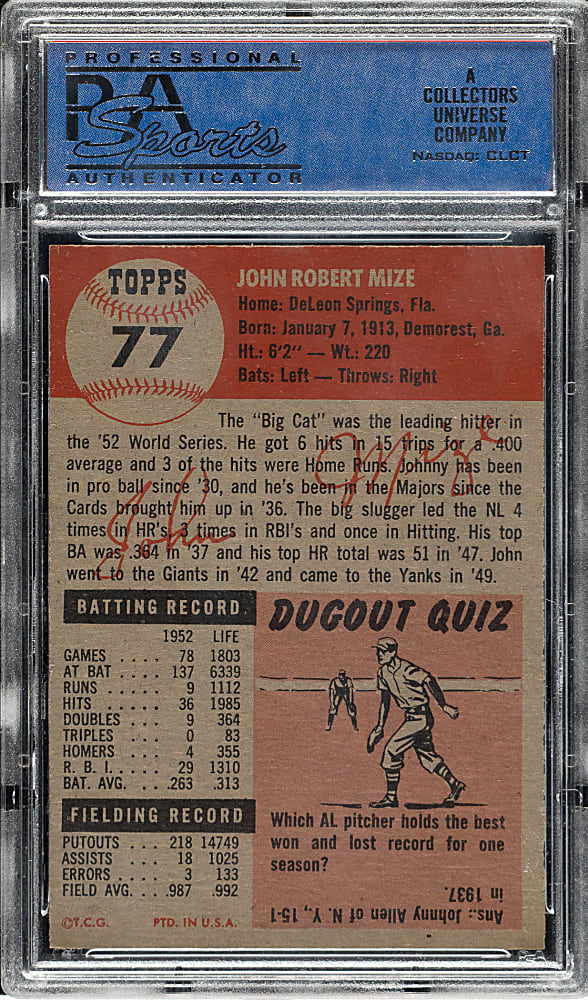 PROFESSIONAL
PSA
Sports
AUTHENTICATOR
A
COLLECTORS
UNIVERSE
COMPANY
NASDAQ: CLCT
TOPPS
77
JOHN ROBERT MIZE
Home: DeLeon Springs, Fla.
Born: January 7, 1913, Demorest, Ga.
Ht.: 6'2" — Wt.: 220
Bats: Left — Throws: Right
The "Big Cat" was the leading hitter in
the '52 World Series. He got 6 hits in 15 trips for a .400
average and 3 of the hits were Home Runs. Johnny has been
in pro ball since '30, and he's been in the Majors since the
Cards brought him up in '36. The big slugger led the NL 4
times in HR's 3 times in RBI's and once in Hitting. His top
BA was .364 in '37 and his top HR total was 51 in '47. John
went to the Giants in '42 and came to the Yanks in '49.
John Mize
BATTING RECORD
1952 LIFE
GAMES .... 78 1803
AT BAT .... 137 6339
RUNS .... 9 1112
HITS .... 36 1985
DOUBLES ... 9 364
TRIPLES ... 0 83
HOMERS ... 4 355
R. B. I. .... 29 1310
BAT. AVG. ... .263 .313
FIELDING RECORD
PUTOUTS ... 218 14749
ASSISTS ... 18 1025
ERRORS ... 3 133
FIELD AVG. ... .987 .992
©T.C.G. PTD. IN U.S.A.
DUGOUT QUIZ
Which AL pitcher holds the best
won and lost record for one
season?
Ans.: Johnny Allen of N. Y., 15-1
in 1937.